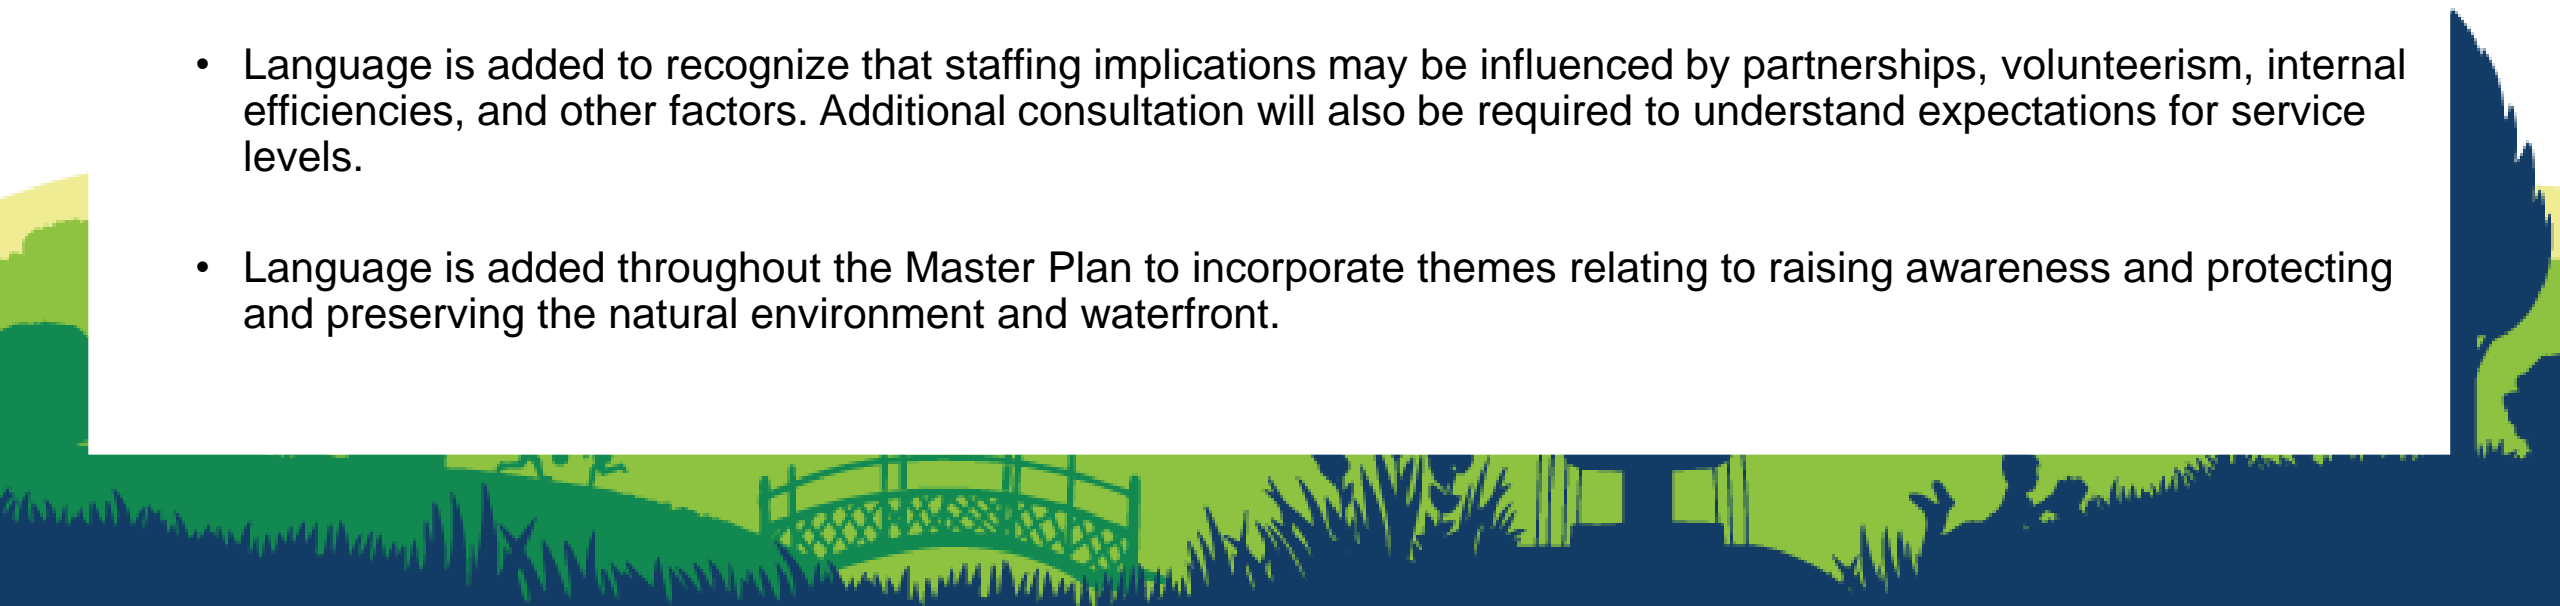 • Language is added to recognize that staffing implications may be influenced by partnerships, volunteerism, internal
efficiencies, and other factors. Additional consultation will also be required to understand expectations for service
levels.
• Language is added throughout the Master Plan to incorporate themes relating to raising awareness and protecting
and preserving the natural environment and waterfront.